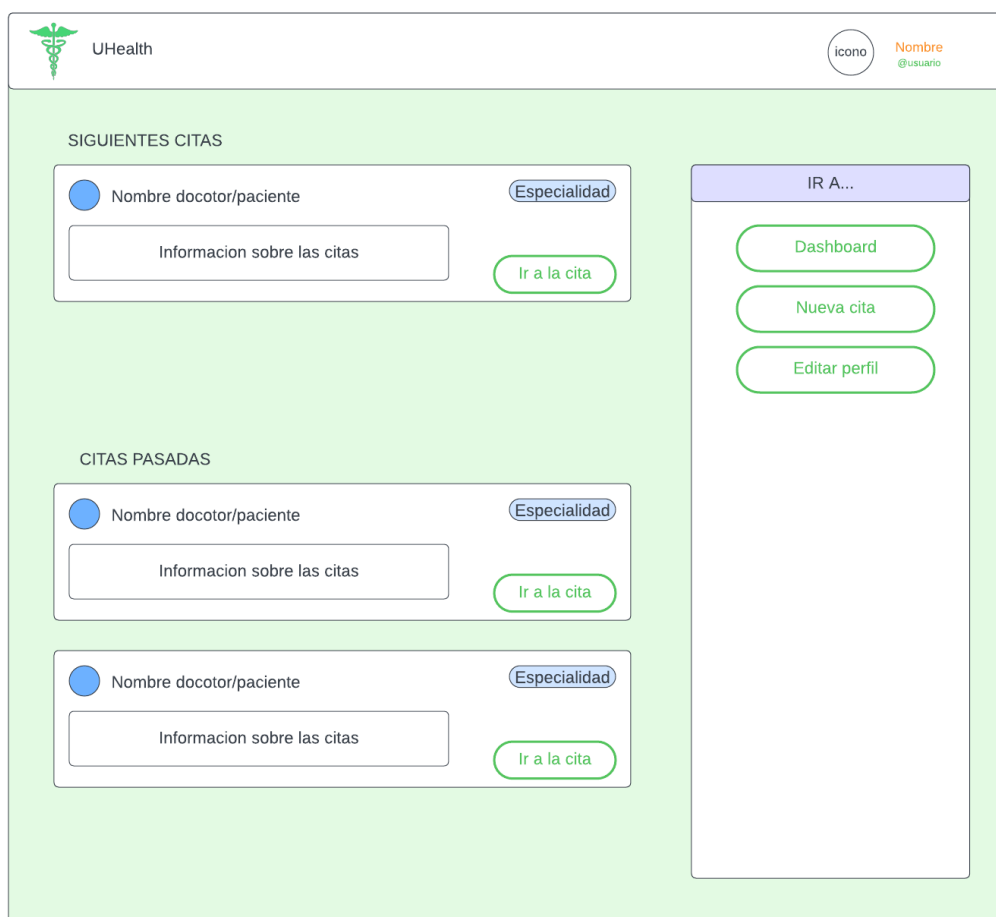 UHealth
icono
Nombre
@usuario
SIGUIENTES CITAS
Nombre docotor/paciente
Especialidad
Informacion sobre las citas
Ir a la cita
CITAS PASADAS
Nombre docotor/paciente
Especialidad
Informacion sobre las citas
Ir a la cita
Nombre docotor/paciente
Especialidad
Informacion sobre las citas
Ir a la cita
IR A...
Dashboard
Nueva cita
Editar perfil